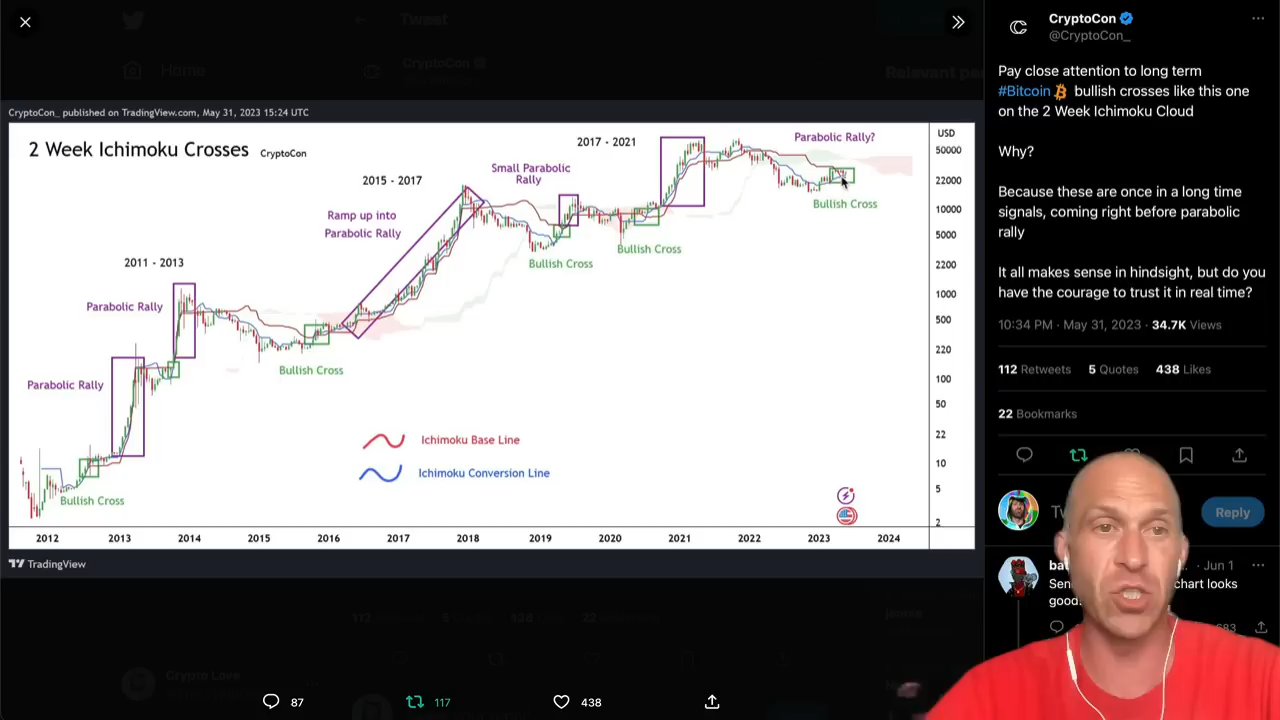 Tweet
CryptoCon
Home
@CryptoCon_
CryptoCon
@CryptoCon_
Pay close attention to long term
#Bitcoin bullish crosses like this one
on the 2 Week Ichimoku Cloud
Why?
Because these are once in a long time
signals, coming right before parabolic
rally
It all makes sense in hindsight, but do you
have the courage to trust it in real time?
10:34 PM · May 31, 2023 · 34.7K Views
112 Retweets 5 Quotes 438 Likes
22 Bookmarks
Reply
Jun 1
chart looks
good
CryptoCon_ published on TradingView.com, May 31, 2023 15:24 UTC
2 Week Ichimoku Crosses CryptoCon
2011 - 2013
2015 - 2017
2017 - 2021
Parabolic Rally
Parabolic Rally
Ramp up into
Parabolic Rally
Small Parabolic
Rally
Parabolic Rally?
Bullish Cross
Bullish Cross
Bullish Cross
Bullish Cross
Bullish Cross
Ichimoku Base Line
Ichimoku Conversion Line
USD
50000
22000
10000
5000
2200
1000
500
220
100
50
22
10
5
2
2012 2013 2014 2015 2016 2017 2018 2019 2020 2021 2022 2023 2024
TradingView
Crypto Love
87 117 438